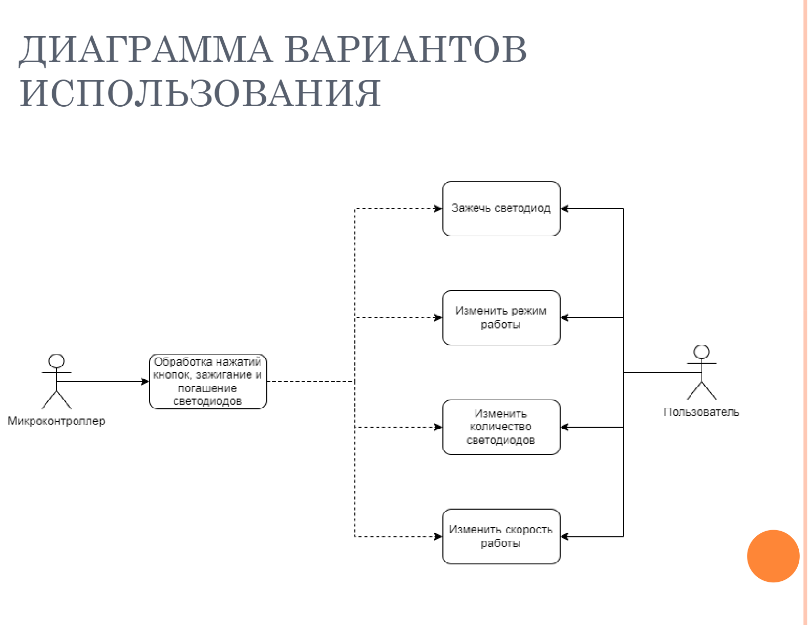 ДИАГРАММА ВАРИАНТОВ
ИСПОЛЬЗОВАНИЯ
Зажечь светодиод
Изменить режим
работы
Обработка нажатий
кнопок, зажигание и
погашение
светодиодов
Микроконтроллер
Пользователь
Изменить
количество
светодиодов
Изменить скорость
работы